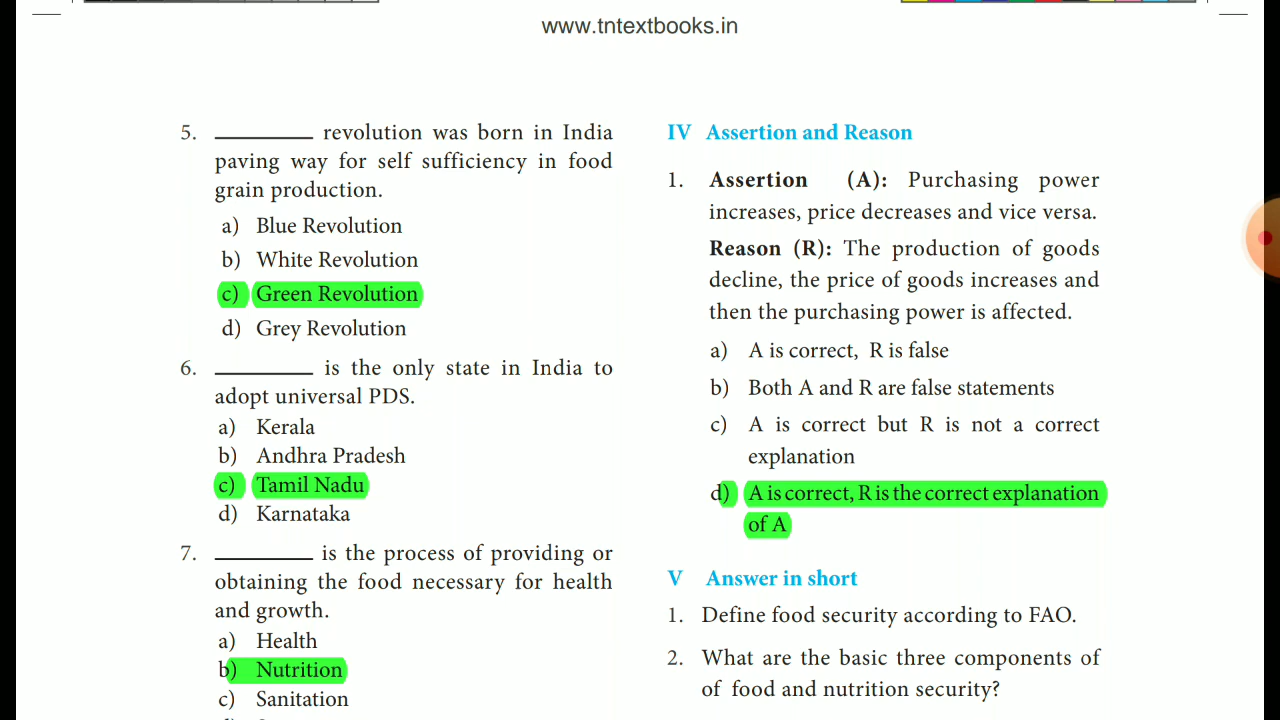 www.tntextbooks.in
5. ________ revolution was born in India
paving way for self sufficiency in food
grain production.
a) Blue Revolution
b) White Revolution
c) Green Revolution
d) Grey Revolution
6. ________ is the only state in India to
adopt universal PDS.
a) Kerala
b) Andhra Pradesh
c) Tamil Nadu
d) Karnataka
7. ________ is the process of providing or
obtaining the food necessary for health
and growth.
a) Health
b) Nutrition
c) Sanitation
IV Assertion and Reason
1. Assertion (A): Purchasing power
increases, price decreases and vice versa.
Reason (R): The production of goods
decline, the price of goods increases and
then the purchasing power is affected.
a) A is correct, R is false
b) Both A and R are false statements
c) A is correct but R is not a correct
explanation
d) A is correct, R is the correct explanation
of A
V Answer in short
1. Define food security according to FAO.
2. What are the basic three components of
of food and nutrition security?